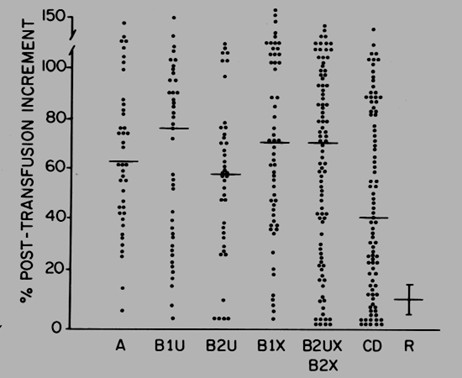 % POST-TRANSFUSION INCREMENT
150
100
80
60
40
20
0
A B1U B2U B1X B2UX CD R
B2X